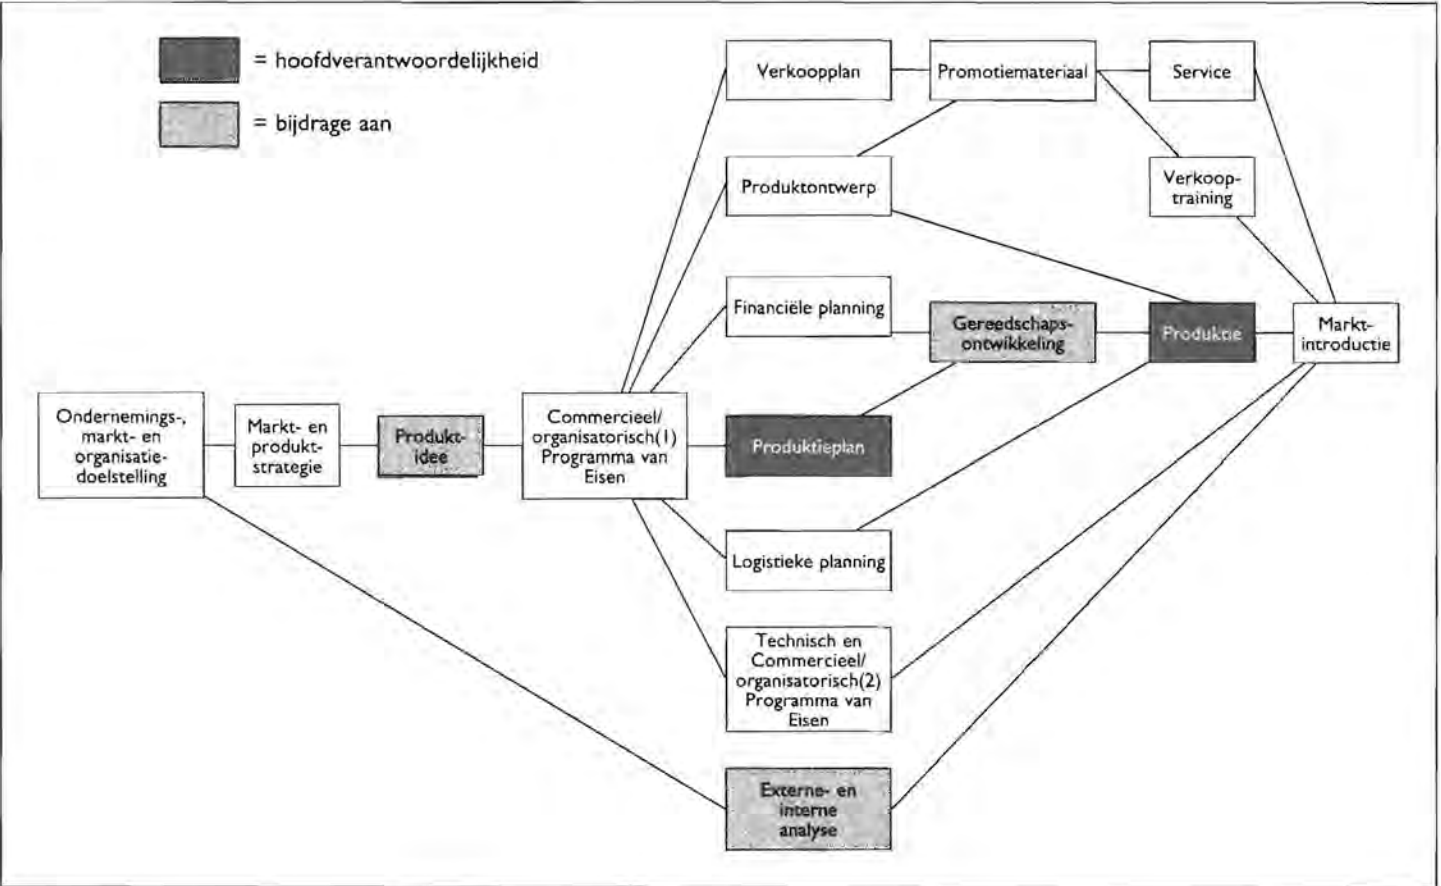 = hoofdverantwoordelijkheid
= bijdrage aan
Verkoopplan
Promotiemateriaal
Service
Produktontwerp
Verkoop-
training
Financiële planning
Gereedschaps-
ontwikkeling
Produktie
Markt-
introductie
Ondernemings-,
markt- en
organisatie-
doelstelling
Markt- en
produkt-
strategie
Produkt-
idee
Commercieel/
organisatorisch(1)
Programma van
Eisen
Produktieplan
Logistieke planning
Technisch en
Commercieel/
organisatorisch(2)
Programma van
Eisen
Externe- en
interne
analyse